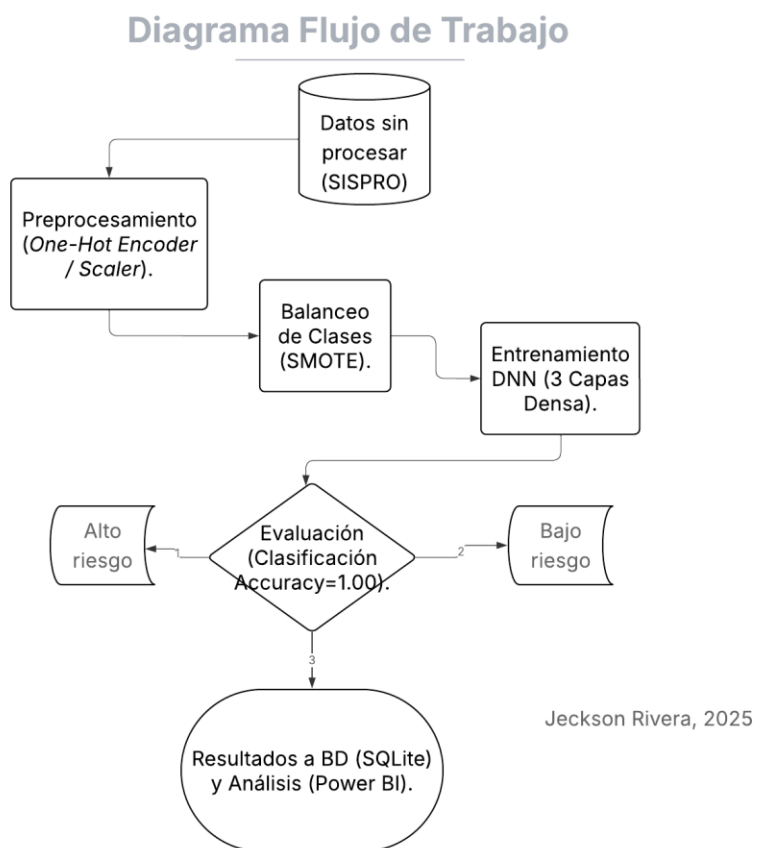 Diagrama Flujo de Trabajo
Datos sin
procesar
(SISPRO)
Preprocesamiento
(One-Hot Encoder
/ Scaler).
Balanceo
de Clases
(SMOTE).
Entrenamiento
DNN (3 Capas
Densa).
Evaluación
(Clasificación
Accuracy=1.00).
Alto
riesgo
1
2
Bajo
riesgo
3
Resultados a BD (SQLite)
y Análisis (Power BI).
Jeckson Rivera, 2025